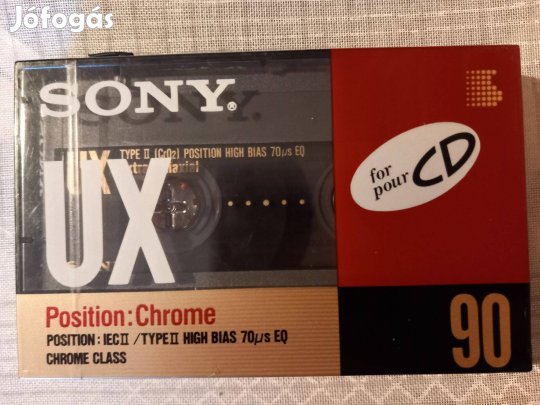 Jófogás
SONY®
UX
TYPE II (CrO2) POSITION HIGH BIAS 70µs EQ
UX
for
pour CD
Position:Chrome
POSITION: IEC II / TYPE II HIGH BIAS 70µs EQ
CHROME CLASS
90